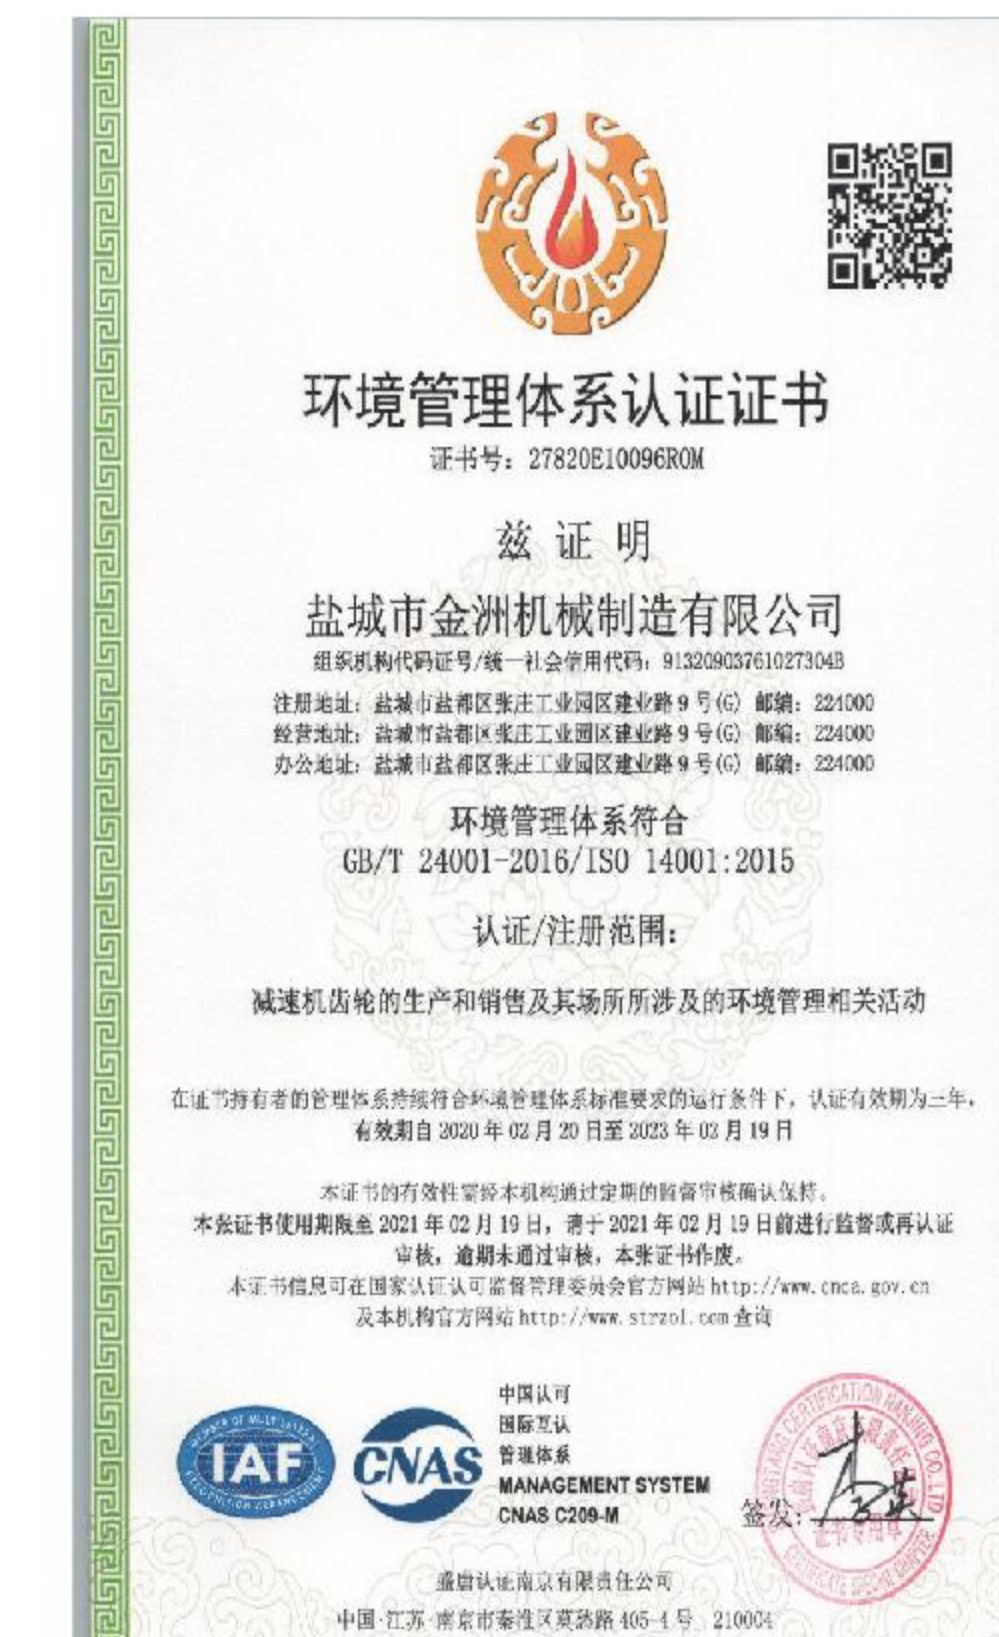 环境管理体系认证证书
证书号：27820E10096R0M
兹证明
盐城市金洲机械制造有限公司
组织机构代码证号/统一社会信用代码：91320903761027304B
注册地址：盐城市盐都区张庄工业园区建业路9号(G) 邮编：224000
经营地址：盐城市盐都区张庄工业园区建业路9号(G) 邮编：224000
办公地址：盐城市盐都区张庄工业园区建业路9号(G) 邮编：224000
环境管理体系符合
GB/T 24001-2016/ISO 14001:2015
认证/注册范围：
减速机齿轮的生产和销售及其场所所涉及的环境管理相关活动
在证书持有者的管理体系持续符合环境管理体系标准要求的运行条件下，认证有效期为三年，
有效期自2020年02月20日至2023年02月19日
本证书的有效性需经本机构通过定期的监督审核确认保持。
本张证书使用期限至2021年02月19日，请于2021年02月19日前进行监督或再认证
审核，逾期未通过审核，本张证书作废。
本证书信息可在国家认证认可监督管理委员会官方网站http://www.cnca.gov.cn
及本机构官方网站http://www.strzol.com查询
中国认可
国际互认
管理体系
MANAGEMENT SYSTEM
CNAS C209-M
IAF
CNAS
签发：
盛唐认证南京有限责任公司
中国·江苏·南京市秦淮区莫愁路405-4号 210004